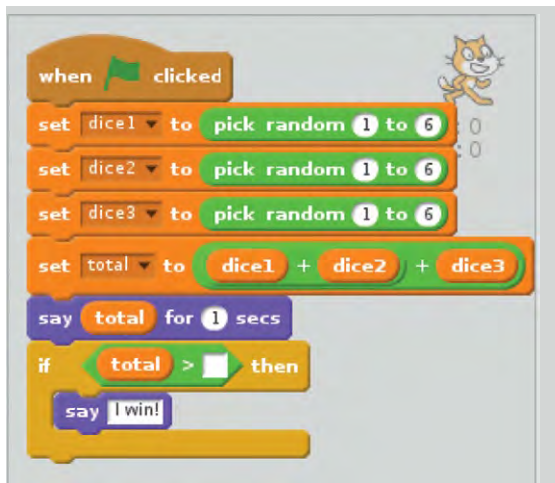 when clicked
set dice1 to pick random 1 to 6
: 0
set dice2 to pick random 1 to 6
: 0
set dice3 to pick random 1 to 6
set total to dice1 + dice2 + dice3
say total for 1 secs
if total > then
say I win!